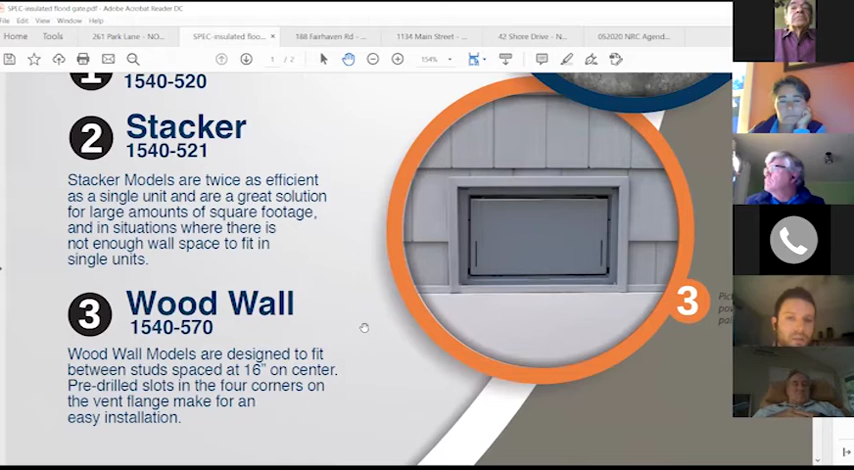 SPEC-insulated flood gate.pdf - Adobe Acrobat Reader DC
File Edit View Window Help
Home Tools 261 Park Lane - NO... SPEC-insulated floo... × 188 Fairhaven Rd - ... 1134 Main Street - ... 42 Shore Drive - N... 052020 NRC Agend...
1 / 2 154%
1
1540-520
2 Stacker
1540-521
Stacker Models are twice as efficient
as a single unit and are a great solution
for large amounts of square footage,
and in situations where there is
not enough wall space to fit in
single units.
3 Wood Wall
1540-570
Wood Wall Models are designed to fit
between studs spaced at 16" on center.
Pre-drilled slots in the four corners on
the vent flange make for an
easy installation.
3